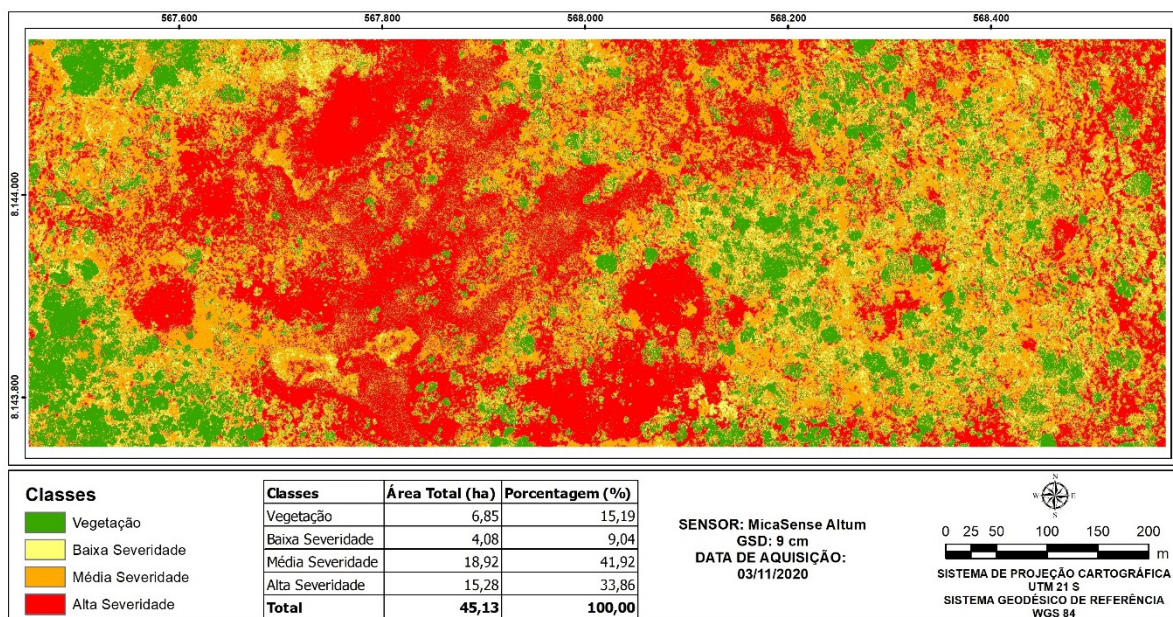 567.600 567.800 568.000 568.200 568.400
8.144.000
8.143.800
Classes
Vegetação
Baixa Severidade
Média Severidade
Alta Severidade
Classes Área Total (ha) Porcentagem (%)
Vegetação 6,85 15,19
Baixa Severidade 4,08 9,04
Média Severidade 18,92 41,92
Alta Severidade 15,28 33,86
Total 45,13 100,00
SENSOR: MicaSense Altum
GSD: 9 cm
DATA DE AQUISIÇÃO:
03/11/2020
N
W E
S
0 25 50 100 150 200
m
SISTEMA DE PROJEÇÃO CARTOGRÁFICA
UTM 21 S
SISTEMA GEODÉSICO DE REFERÊNCIA
WGS 84